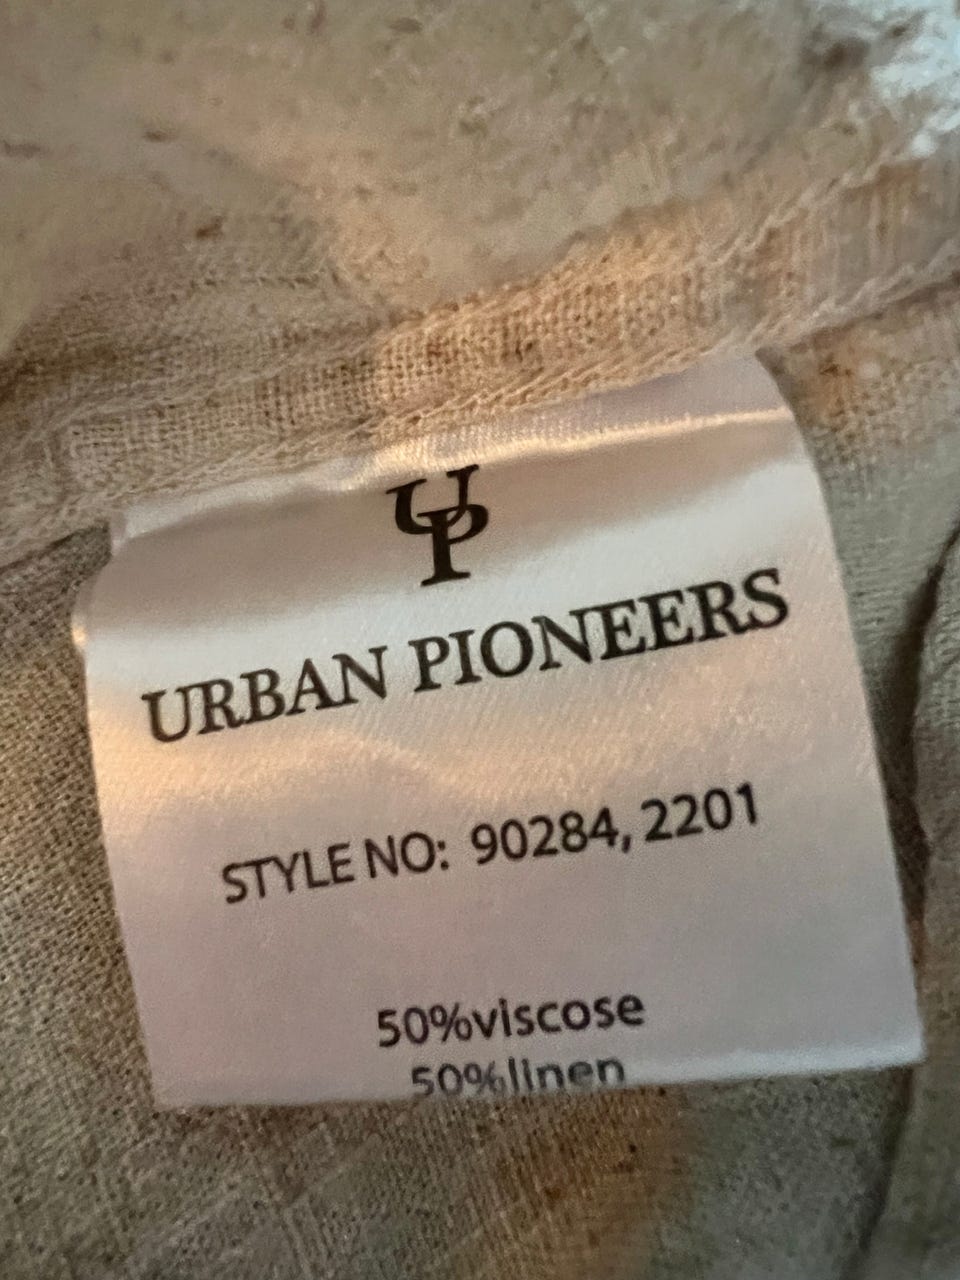 UP
URBAN PIONEERS
STYLE NO: 90284, 2201
50%viscose
50%linen